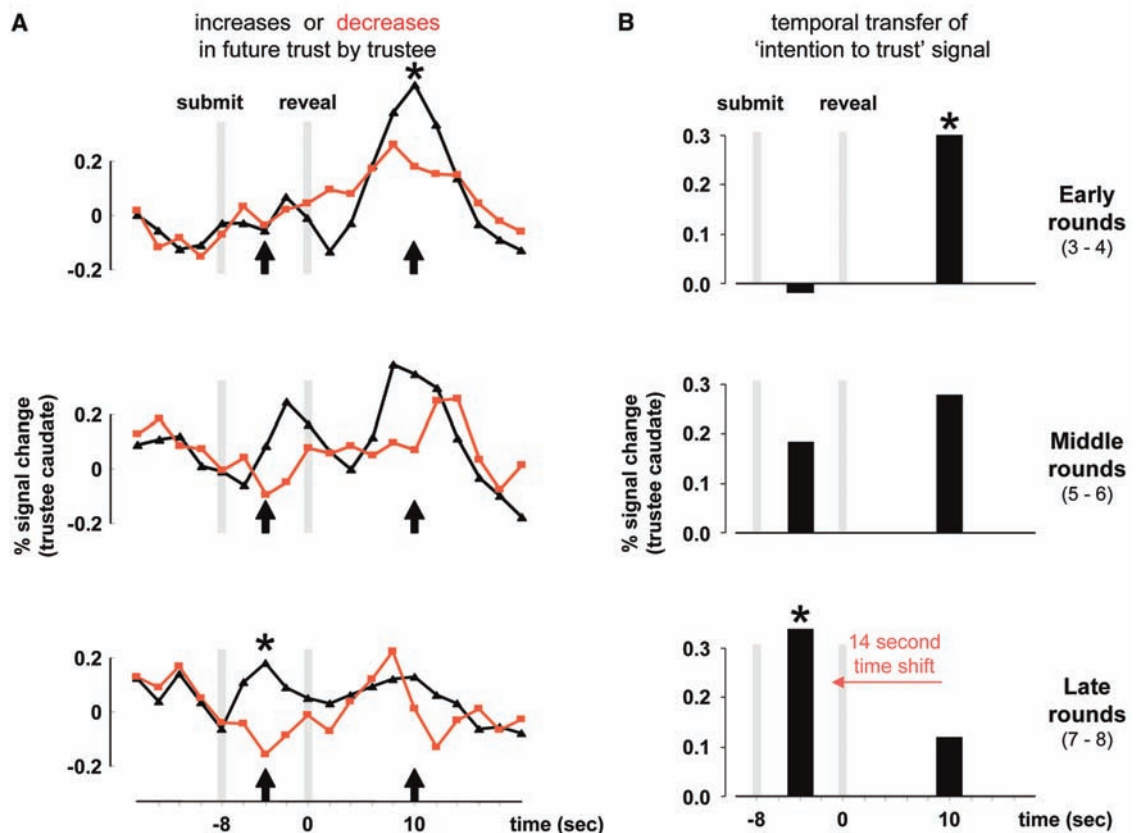 A
increases or decreases
in future trust by trustee
*
submit reveal
0.2
0
-0.2
0.2
0
-0.2
% signal change
(trustee caudate)
*
0.2
0
-0.2
-8 0 10 time (sec)
B
temporal transfer of
'intention to trust' signal
submit reveal
*
0.3
0.2
0.1
0.0
Early
rounds
(3 - 4)
0.3
0.2
0.1
0.0
% signal change
(trustee caudate)
Middle
rounds
(5 - 6)
*
0.3
0.2
0.1
0.0
14 second
time shift
Late
rounds
(7 - 8)
-8 0 10 time (sec)